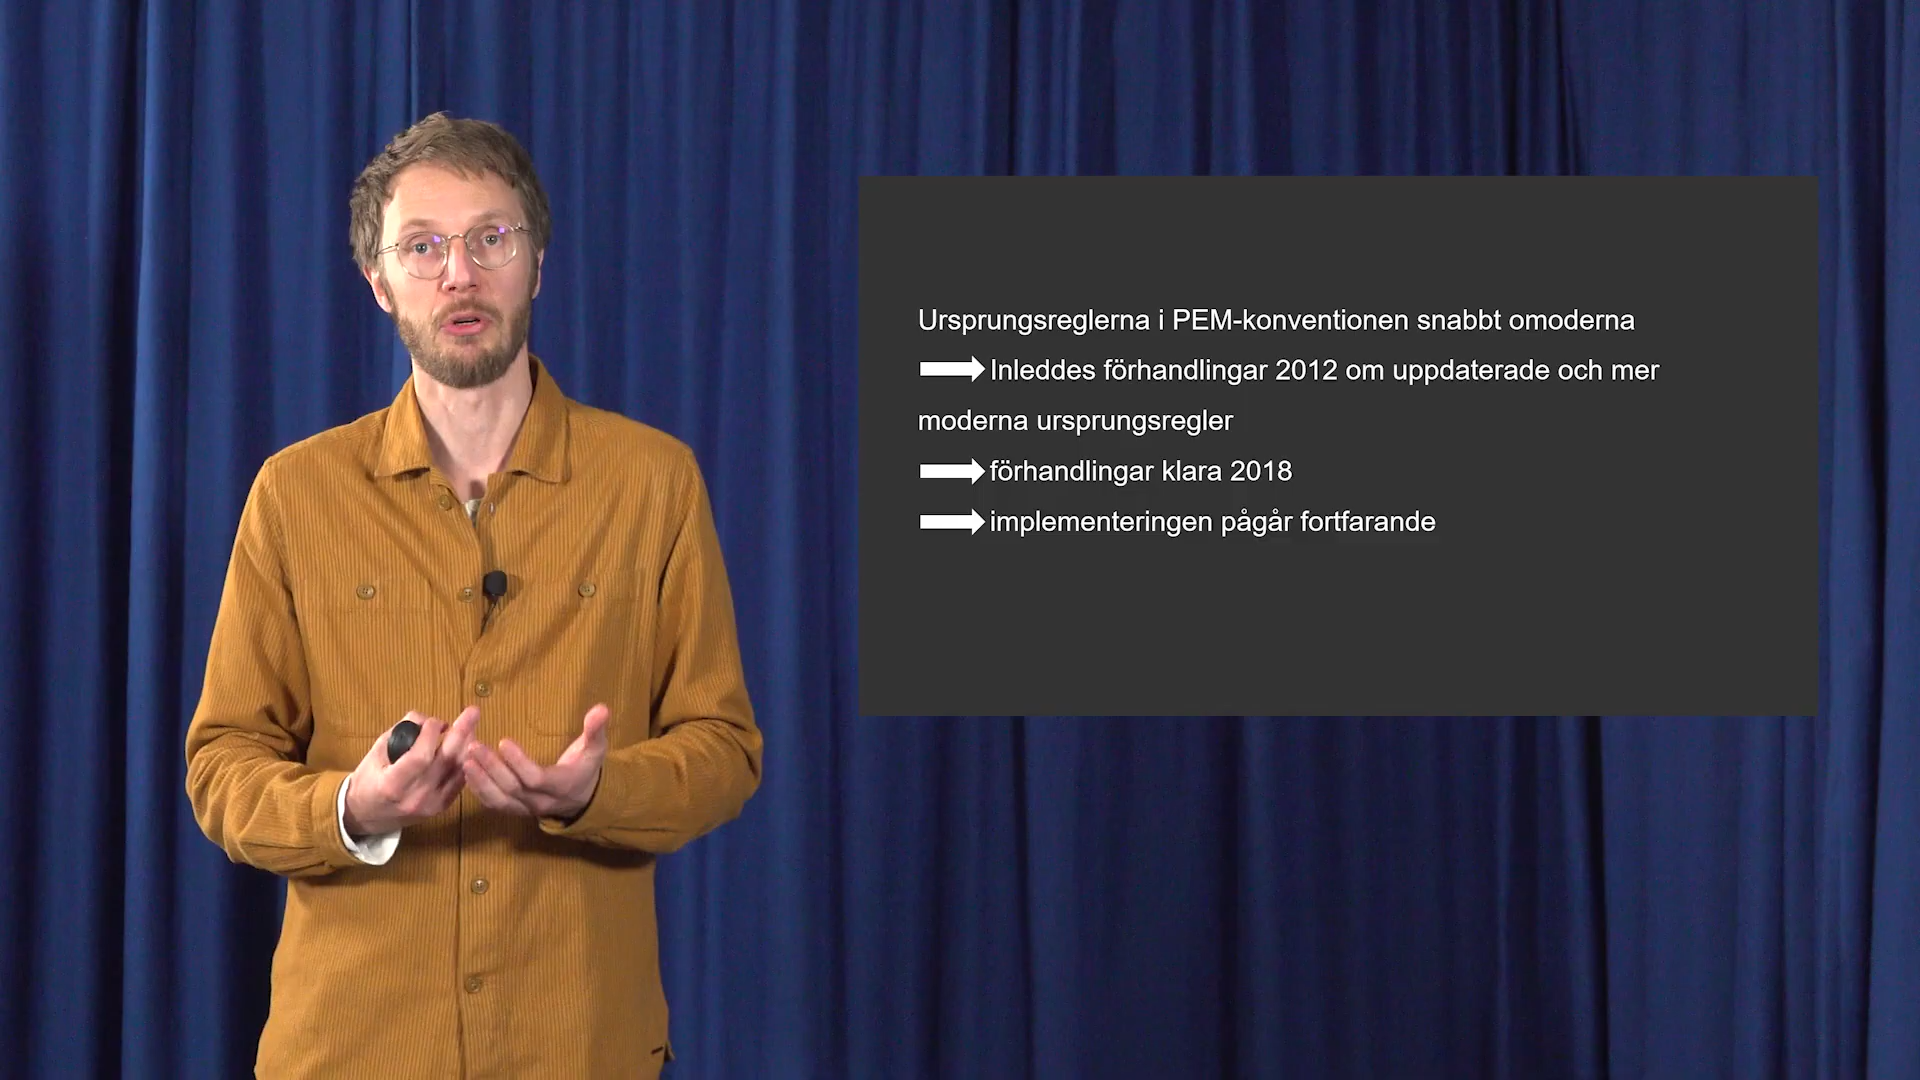 Ursprungsreglerna i PEM-konventionen snabbt omoderna
Inleddes förhandlingar 2012 om uppdaterade och mer
moderna ursprungsregler
förhandlingar klara 2018
implementeringen pågår fortfarande